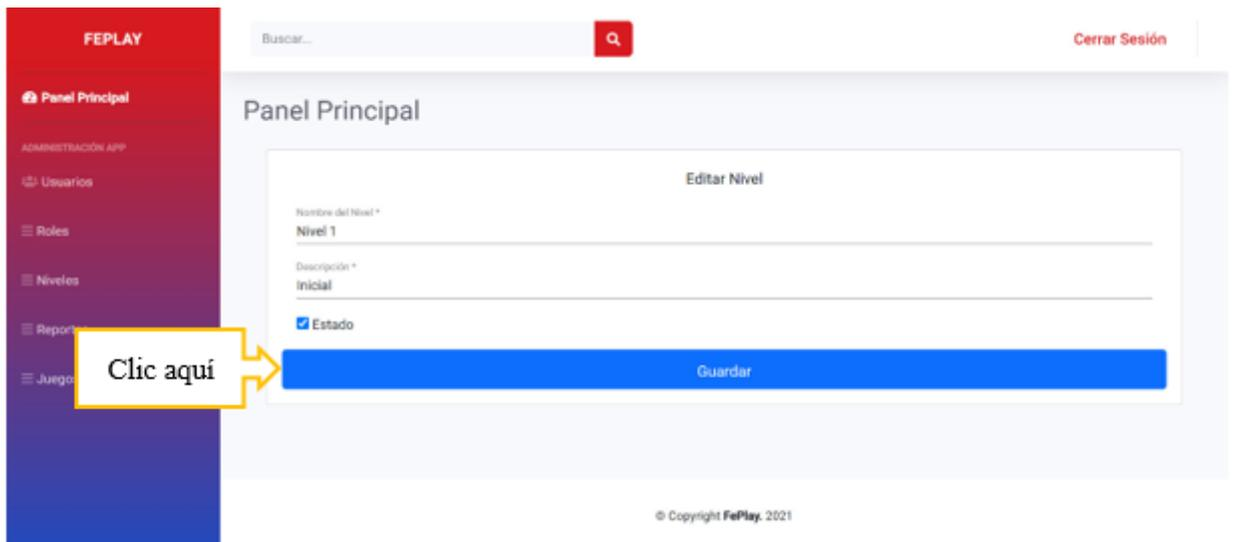 FEPLAY
Buscar...
Cerrar Sesión
Panel Principal
Panel Principal
ADMINISTRACIÓN APP
Usuarios
Roles
Niveles
Juego
Editar Nivel
Nombre del Nivel *
Nivel 1
Descripción *
Inicial
Estado
Clic aquí
Guardar
© Copyright FePlay. 2021